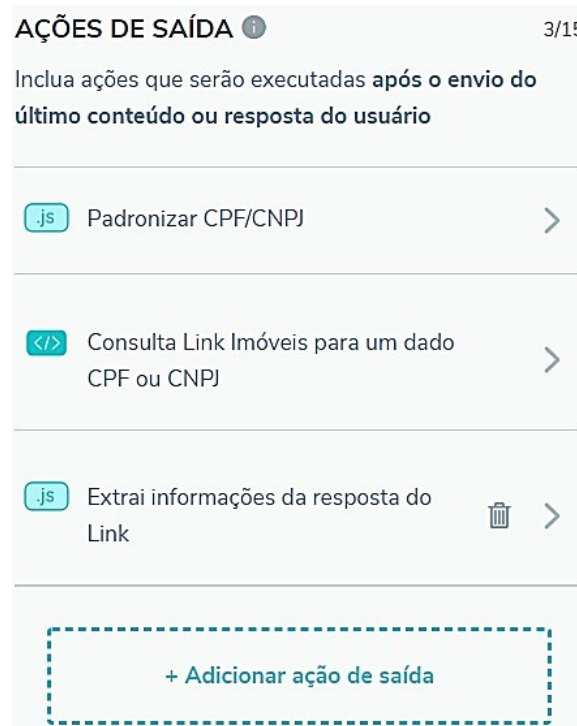 AÇÕES DE SAÍDA i 3/15
Inclua ações que serão executadas após o envio do
último conteúdo ou resposta do usuário
.js Padronizar CPF/CNPJ
</> Consulta Link Imóveis para um dado
CPF ou CNPJ
.js Extrai informações da resposta do
Link
+ Adicionar ação de saída